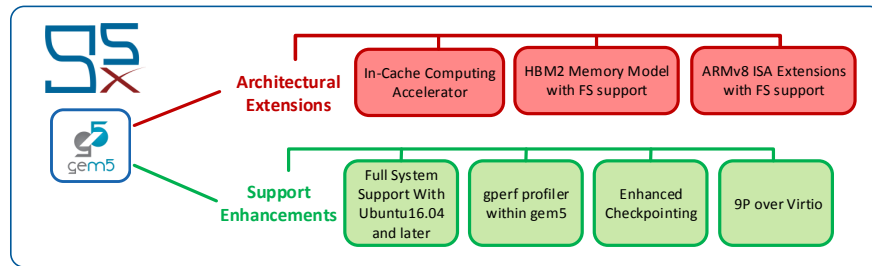 gem5
X
g5
gem5
Architectural
Extensions
In-Cache Computing
Accelerator
HBM2 Memory Model
with FS support
ARMv8 ISA Extensions
with FS support
Support
Enhancements
Full System
Support With
Ubuntu16.04
and later
gperf profiler
within gem5
Enhanced
Checkpointing
9P over Virtio